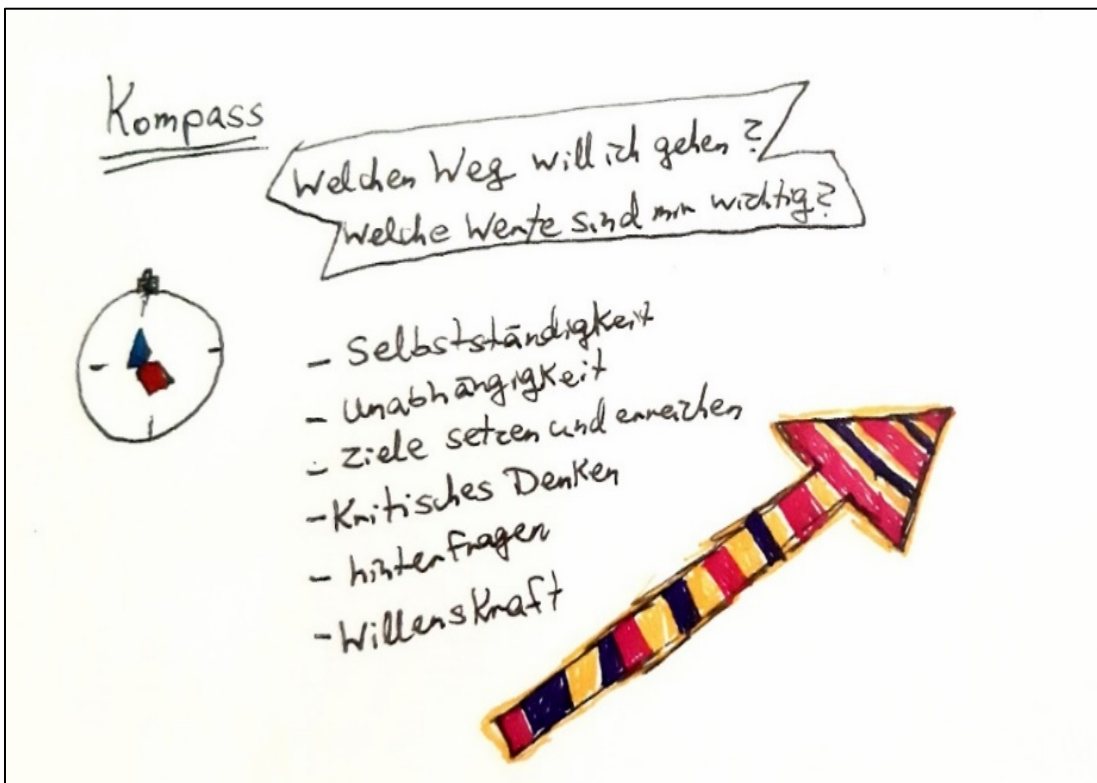 Kompass
Welchen Weg will ich gehen?
Welche Werte sind mir wichtig?
- Selbstständigkeit
- Unabhängigkeit
- Ziele setzen und erreichen
- Kritisches Denken
- hinterfragen
- Willenskraft